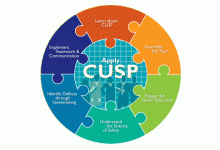 Learn about
CUSP
Assemble
the Team
Engage the
Senior Executive
Understand
the Science
of Safety
Identify Defects
through
Sensemaking
Implement
Teamwork &
Communication
Apply
CUSP